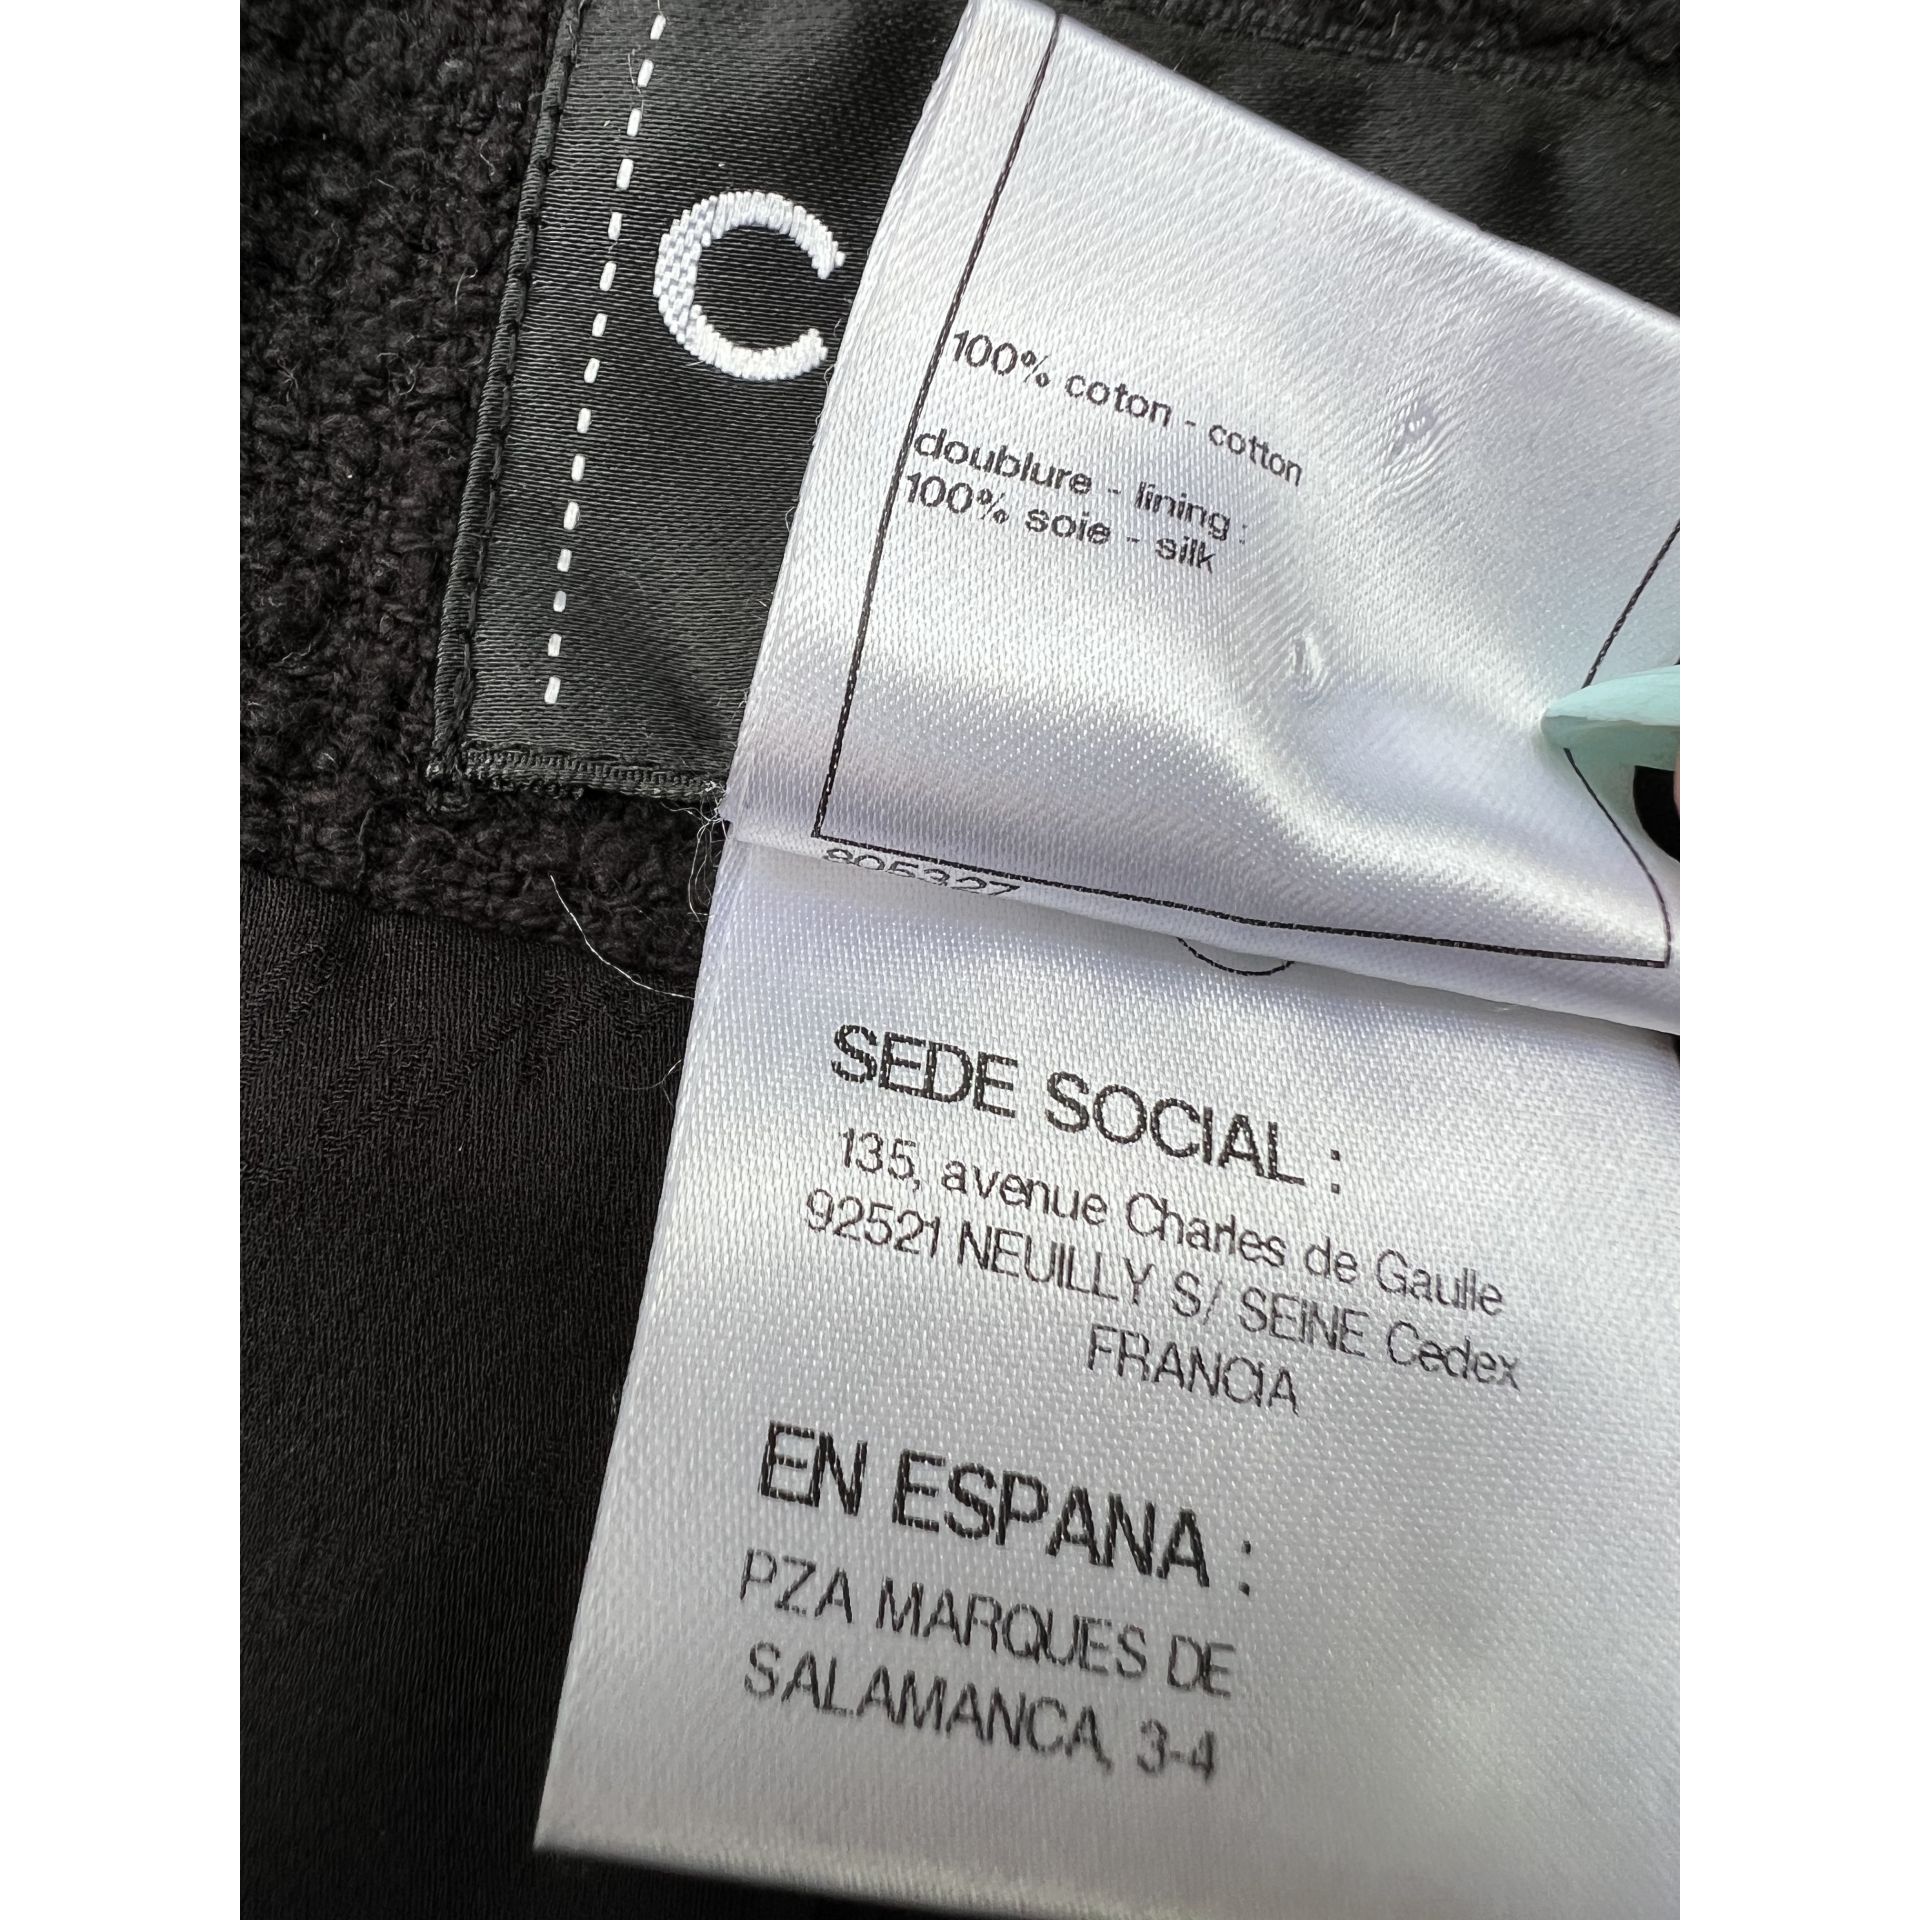 C
100% coton - cotton
doublure - lining :
100% soie - silk
895327
SEDE SOCIAL :
135, avenue Charles de Gaulle
92521 NEUILLY S/ SEINE Cedex
FRANCIA
EN ESPANA :
PZA MARQUES DE
SALAMANCA, 3-4